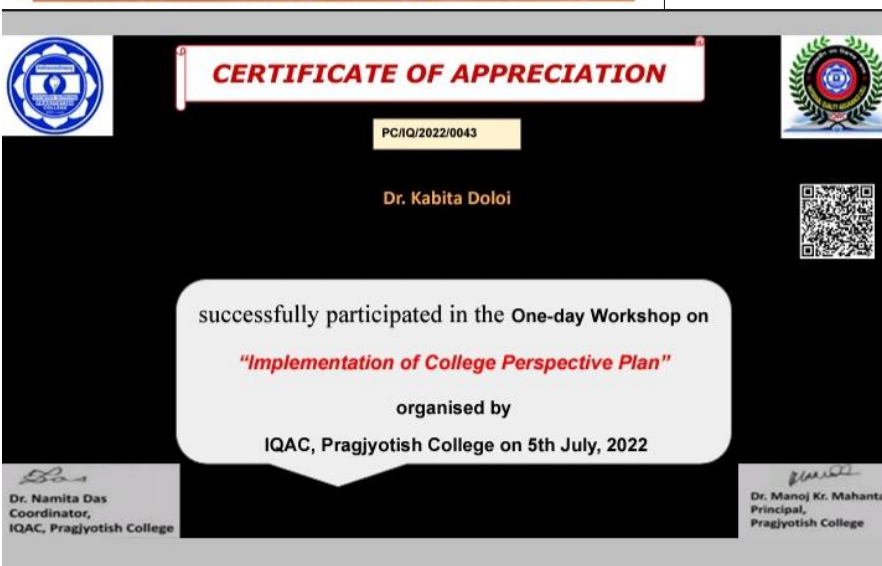 CERTIFICATE OF APPRECIATION
PC/IQ/2022/0043
Dr. Kabita Doloi
successfully participated in the One-day Workshop on
“Implementation of College Perspective Plan”
organised by
IQAC, Pragjyotish College on 5th July, 2022
Dr. Namita Das
Coordinator,
IQAC, Pragjyotish College
Dr. Manoj Kr. Mahanta
Principal,
Pragjyotish College